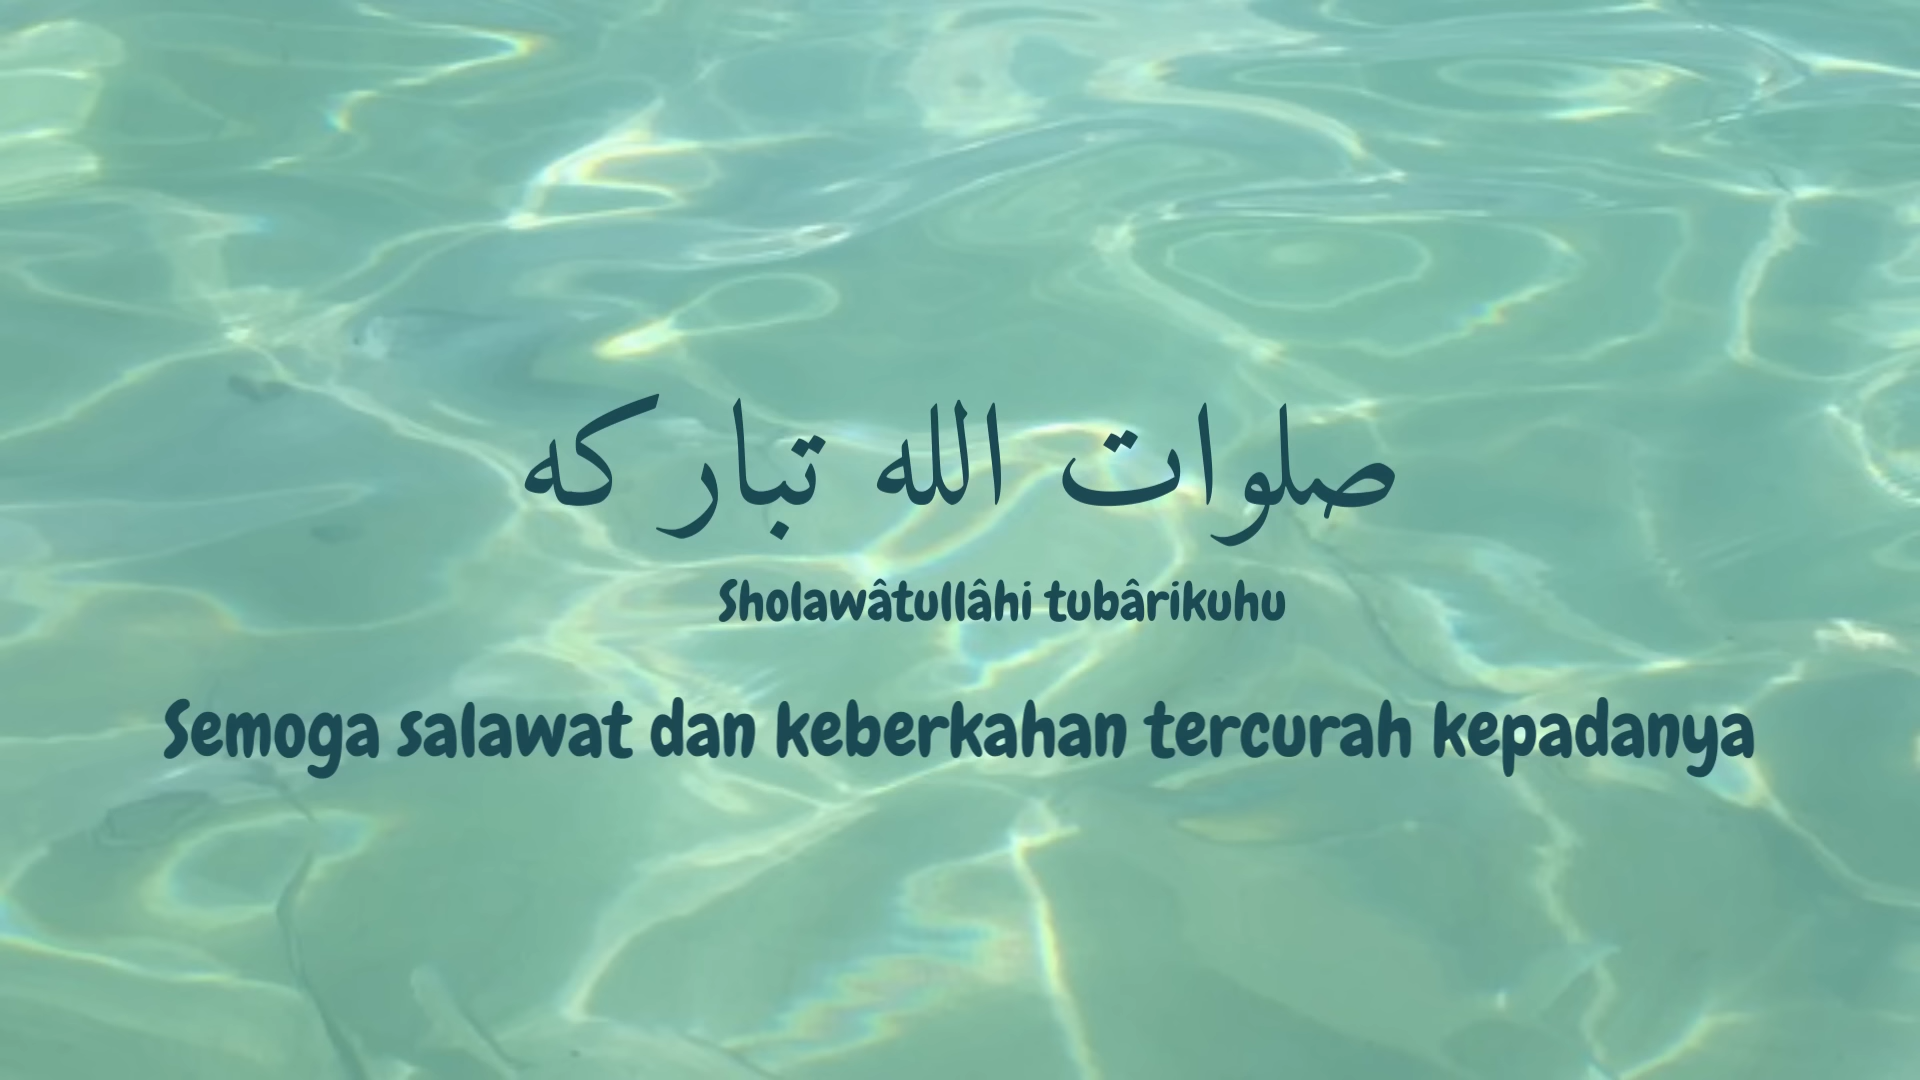 صلوات الله تباركه
Sholawâtullâhi tubârikuhu
Semoga salawat dan keberkahan tercurah kepadanya